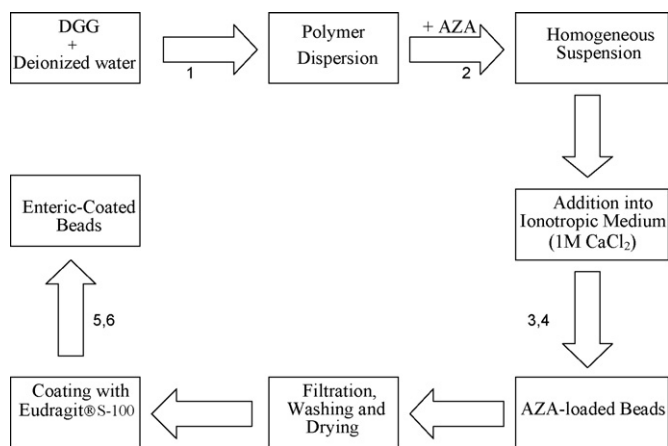 DGG
+
Deionized water
1
Polymer
Dispersion
+ AZA
2
Homogeneous
Suspension
Addition into
Ionotropic Medium
(1M CaCl₂)
3,4
AZA-loaded Beads
Filtration,
Washing and
Drying
Coating with
Eudragit®S-100
5,6
Enteric-Coated
Beads